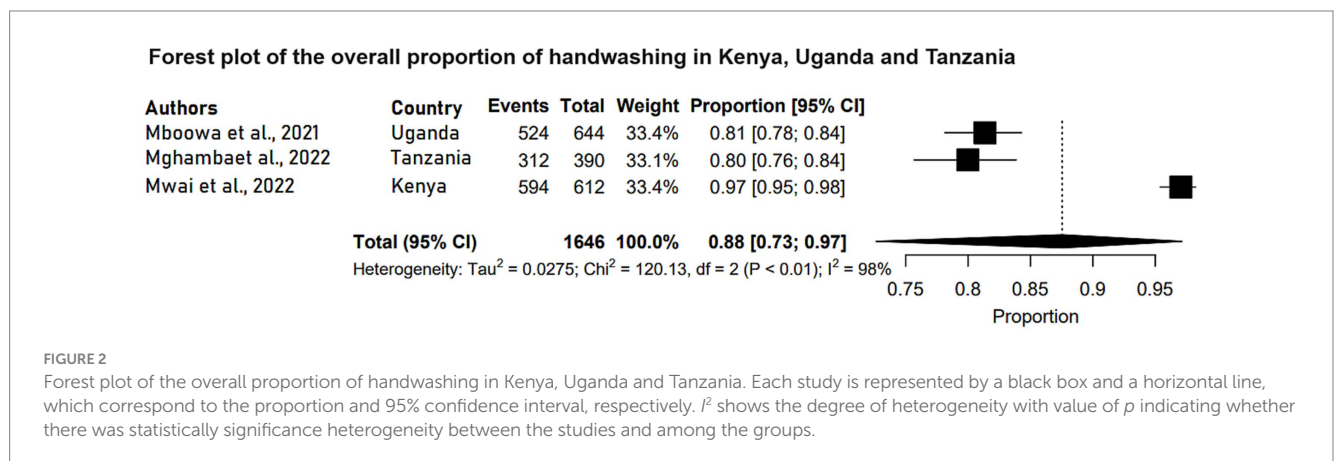 Forest plot of the overall proportion of handwashing in Kenya, Uganda and Tanzania
Authors Country Events Total Weight Proportion [95% CI]
Mboowa et al., 2021 Uganda 524 644 33.4% 0.81 [0.78; 0.84]
Mghambaet al., 2022 Tanzania 312 390 33.1% 0.80 [0.76; 0.84]
Mwai et al., 2022 Kenya 594 612 33.4% 0.97 [0.95; 0.98]
Total (95% CI) 1646 100.0% 0.88 [0.73; 0.97]
Heterogeneity: Tau² = 0.0275; Chi² = 120.13, df = 2 (P < 0.01); I² = 98%
0.75 0.8 0.85 0.9 0.95
Proportion
FIGURE 2
Forest plot of the overall proportion of handwashing in Kenya, Uganda and Tanzania. Each study is represented by a black box and a horizontal line,
which correspond to the proportion and 95% confidence interval, respectively. I² shows the degree of heterogeneity with value of p indicating whether
there was statistically significance heterogeneity between the studies and among the groups.